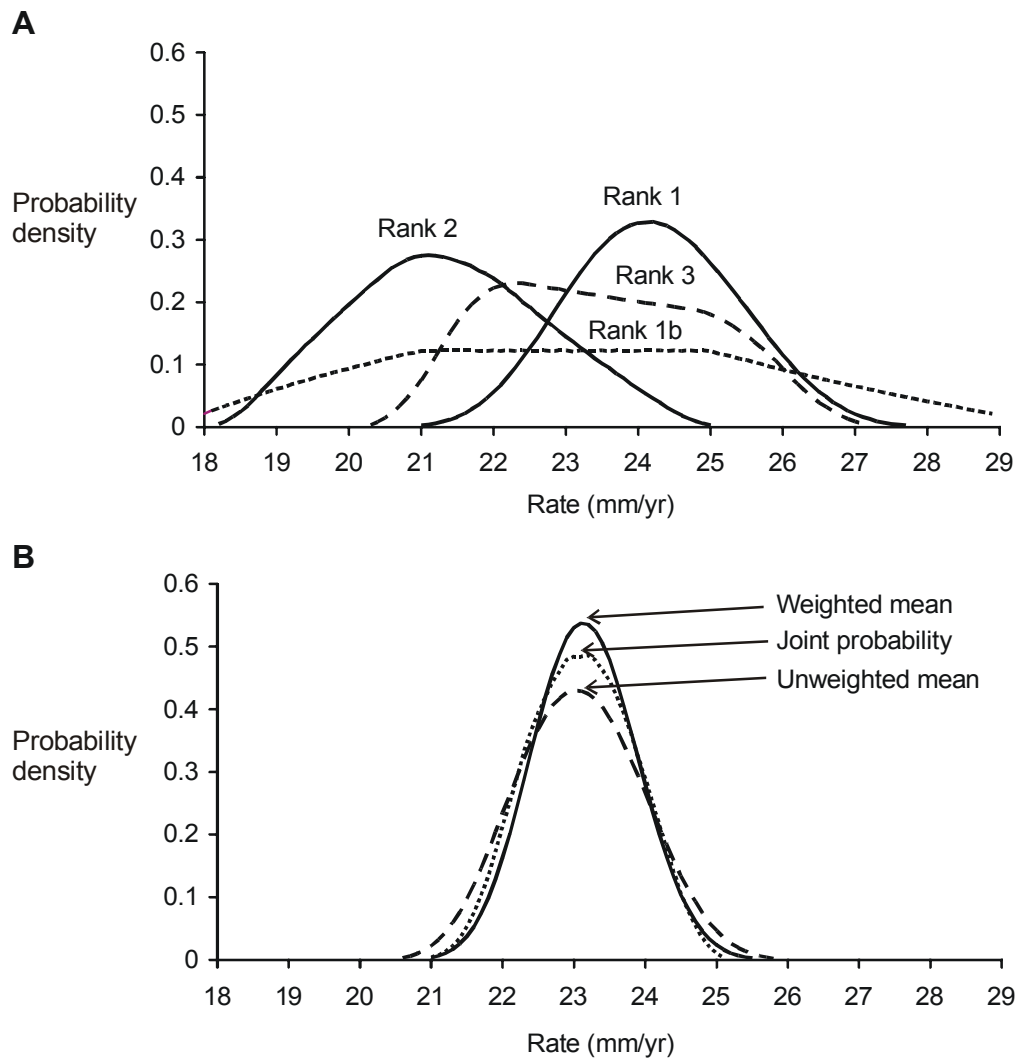 A
0.6
0.5
0.4
0.3
0.2
0.1
0
Probability
density
Rank 1
Rank 2
Rank 3
Rank 1b
18 19 20 21 22 23 24 25 26 27 28 29
Rate (mm/yr)
B
0.6
0.5
0.4
0.3
0.2
0.1
0
Probability
density
Weighted mean
Joint probability
Unweighted mean
18 19 20 21 22 23 24 25 26 27 28 29
Rate (mm/yr)